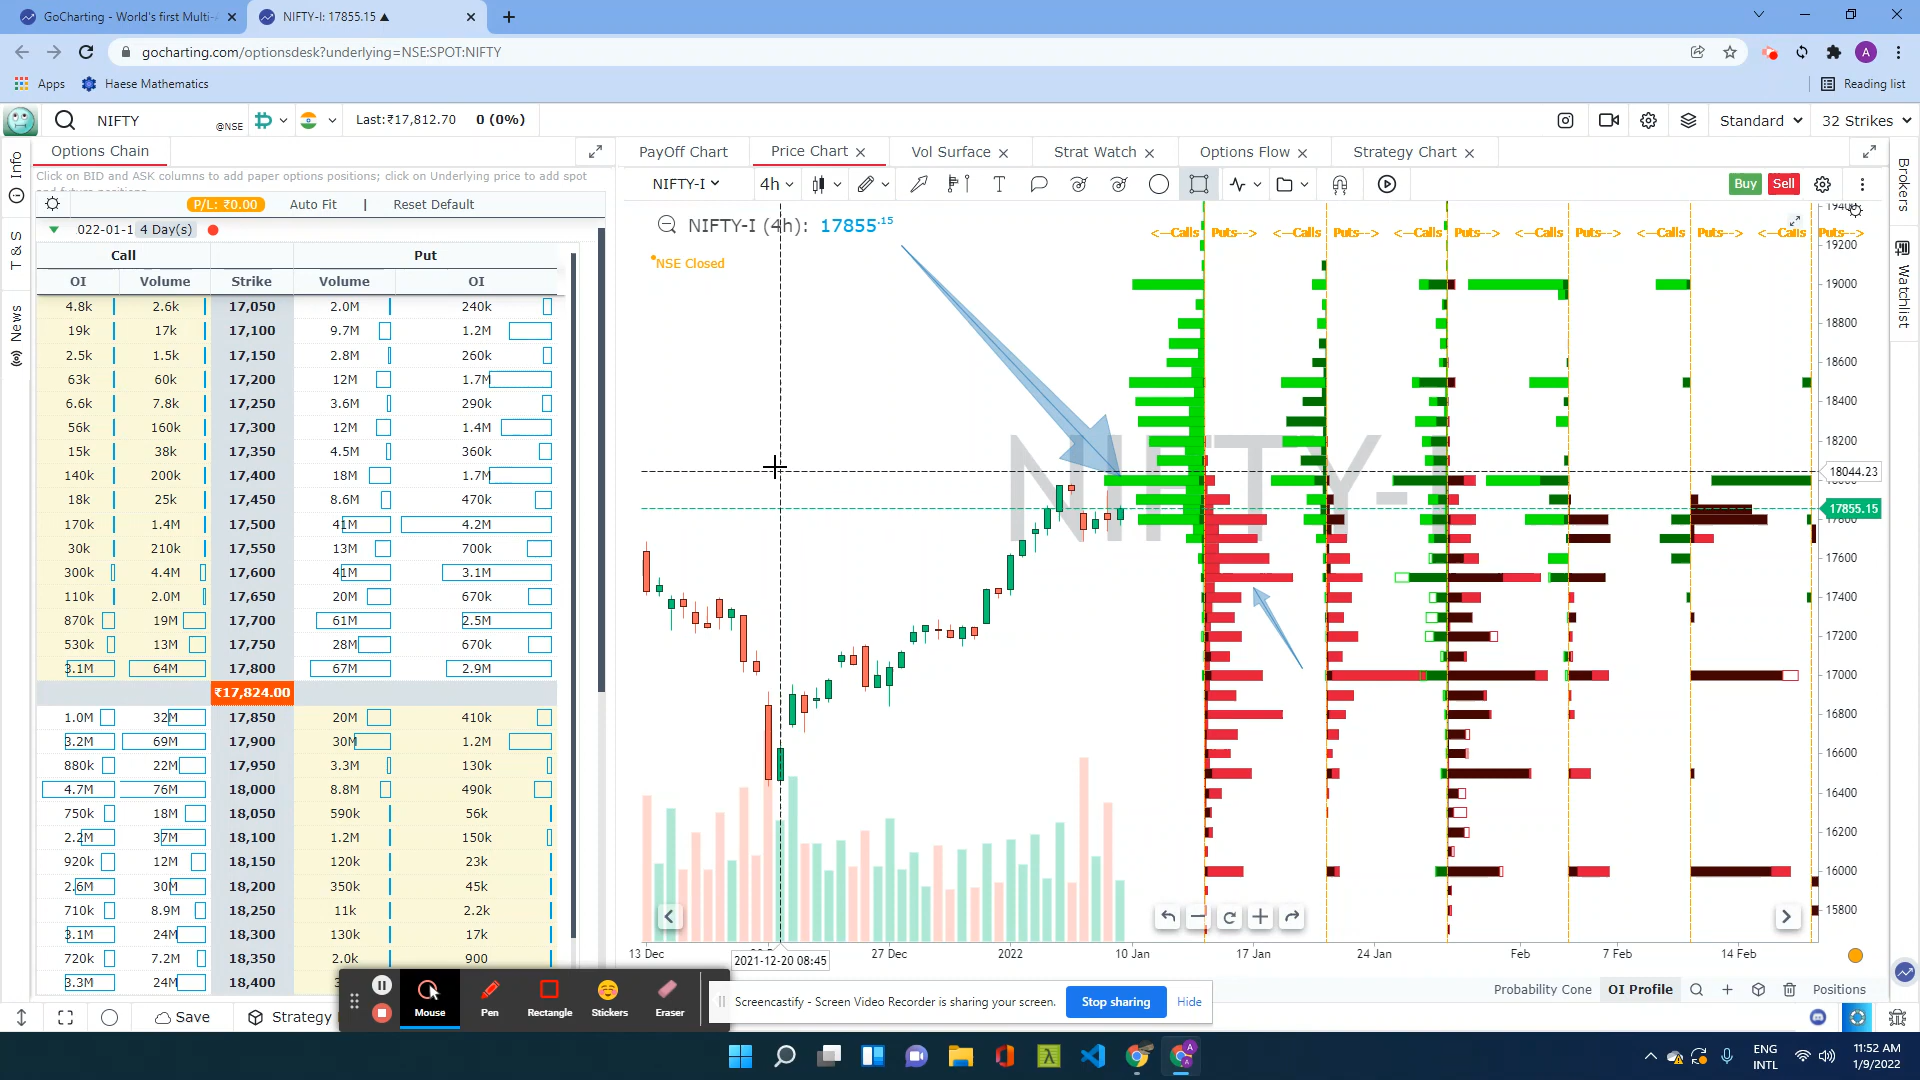 GoCharting - World's first Multi-
NIFTY-I: 17855.15 ▲
gocharting.com/optionsdesk?underlying=NSE:SPOT:NIFTY
Apps
Haese Mathematics
Reading list
NIFTY
@NSE
Last:₹17,812.70
0 (0%)
Standard
32 Strikes
Options Chain
PayOff Chart
Price Chart
Vol Surface
Strat Watch
Options Flow
Strategy Chart
Info
T & S
News
Brokers
Watchlist
Click on BID and ASK columns to add paper options positions; click on Underlying price to add spot
P/L: ₹0.00
Auto Fit
|
Reset Default
022-01-1
4 Day(s)
Call
Put
OI Volume Strike Volume OI
4.8k 2.6k 17,050 2.0M 240k
19k 17k 17,100 9.7M 1.2M
2.5k 1.5k 17,150 2.8M 260k
63k 60k 17,200 12M 1.7M
6.6k 7.8k 17,250 3.6M 290k
56k 160k 17,300 12M 1.4M
15k 38k 17,350 4.5M 360k
140k 200k 17,400 18M 1.7M
18k 25k 17,450 8.6M 470k
170k 1.4M 17,500 41M 4.2M
30k 210k 17,550 13M 700k
300k 4.4M 17,600 41M 3.1M
110k 2.0M 17,650 20M 670k
870k 19M 17,700 61M 2.5M
530k 13M 17,750 28M 670k
3.1M 64M 17,800 67M 2.9M
₹17,824.00
1.0M 32M 17,850 20M 410k
3.2M 69M 17,900 30M 1.2M
880k 22M 17,950 3.3M 130k
4.7M 76M 18,000 8.8M 490k
750k 18M 18,050 590k 56k
2.2M 37M 18,100 1.2M 150k
920k 12M 18,150 120k 23k
2.6M 30M 18,200 350k 45k
710k 8.9M 18,250 11k 2.2k
3.1M 24M 18,300 130k 17k
720k 7.2M 18,350 2.0k 900
3.3M 24M 18,400
NIFTY-I
4h
Buy
Sell
NIFTY-I (4h): 17855.15
NSE Closed
<--Calls Puts--> <--Calls Puts--> <--Calls Puts--> <--Calls Puts--> <--Calls Puts--> <--Calls Puts-->
NIFTY-I
19400
19200
19000
18800
18600
18400
18200
18044.23
17855.15
17600
17400
17200
17000
16800
16600
16400
16200
16000
15800
13 Dec
2021-12-20 08:45
27 Dec
2022
10 Jan
17 Jan
24 Jan
Feb
7 Feb
14 Feb
Probability Cone
OI Profile
Positions
Save
Strategy
Mouse
Pen
Rectangle
Stickers
Eraser
Screencastify - Screen Video Recorder is sharing your screen.
Stop sharing
Hide
ENG
INTL
11:52 AM
1/9/2022